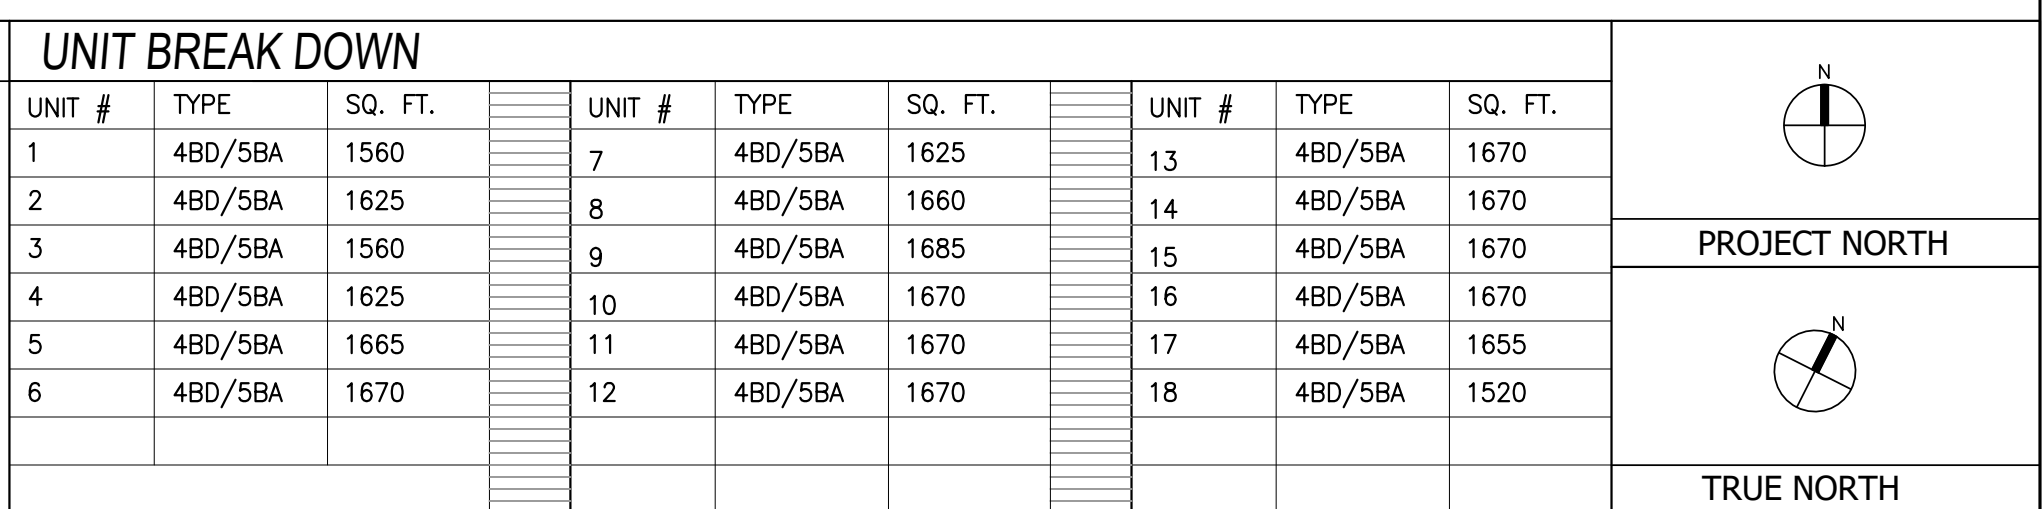 UNIT BREAK DOWN
UNIT # TYPE SQ. FT. UNIT # TYPE SQ. FT. UNIT # TYPE SQ. FT.
1 4BD/5BA 1560 7 4BD/5BA 1625 13 4BD/5BA 1670
2 4BD/5BA 1625 8 4BD/5BA 1660 14 4BD/5BA 1670
3 4BD/5BA 1560 9 4BD/5BA 1685 15 4BD/5BA 1670
4 4BD/5BA 1625 10 4BD/5BA 1670 16 4BD/5BA 1670
5 4BD/5BA 1665 11 4BD/5BA 1670 17 4BD/5BA 1655
6 4BD/5BA 1670 12 4BD/5BA 1670 18 4BD/5BA 1520
N
PROJECT NORTH
N
TRUE NORTH